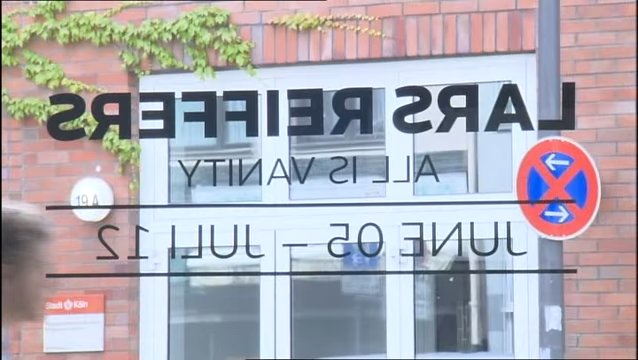 LARS REIFFERS
ALL IS VANITY
JUNE 05 – JULI 12
19 A
Stadt Köln